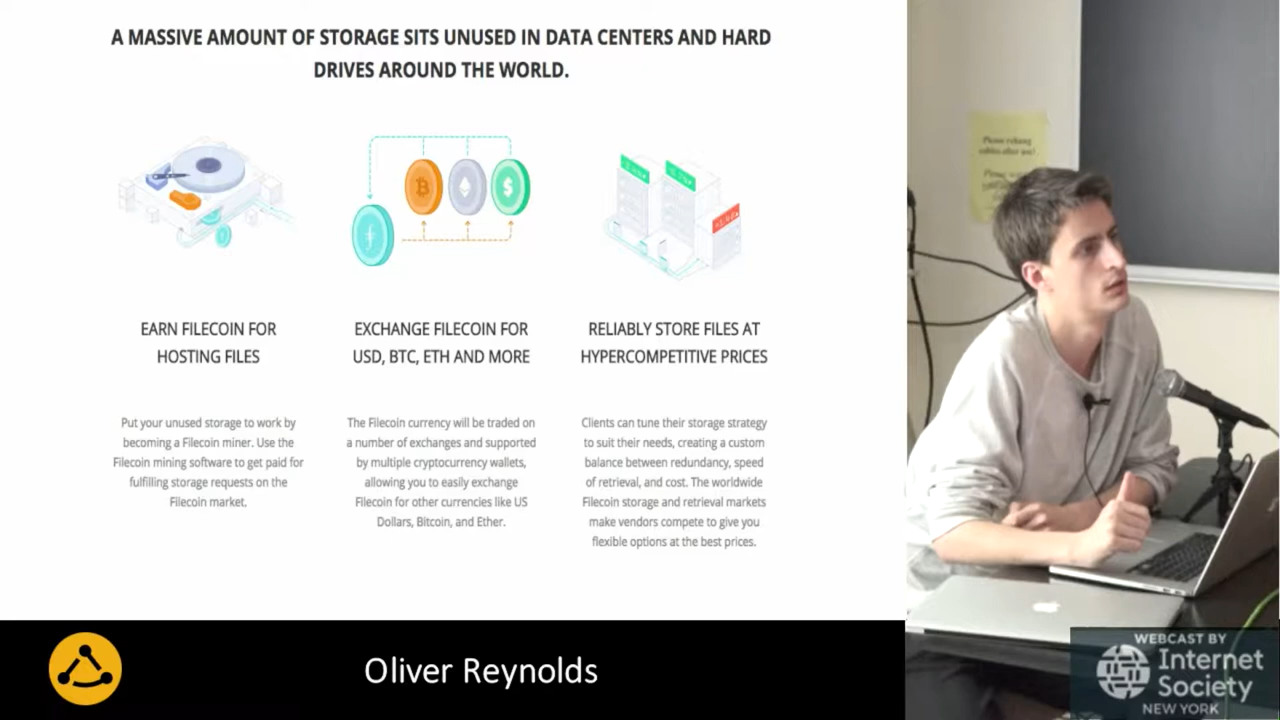 A MASSIVE AMOUNT OF STORAGE SITS UNUSED IN DATA CENTERS AND HARD
DRIVES AROUND THE WORLD.
EARN FILECOIN FOR
HOSTING FILES
Put your unused storage to work by
becoming a Filecoin miner. Use the
Filecoin mining software to get paid for
fulfilling storage requests on the
Filecoin market.
EXCHANGE FILECOIN FOR
USD, BTC, ETH AND MORE
The Filecoin currency will be traded on
a number of exchanges and supported
by multiple cryptocurrency wallets,
allowing you to easily exchange
Filecoin for other currencies like US
Dollars, Bitcoin, and Ether.
RELIABLY STORE FILES AT
HYPERCOMPETITIVE PRICES
Clients can tune their storage strategy
to suit their needs, creating a custom
balance between redundancy, speed
of retrieval, and cost. The worldwide
Filecoin storage and retrieval markets
make vendors compete to give you
flexible options at the best prices.
Please rehang
cables after use!
Please
Oliver Reynolds
WEBCAST BY
Internet
Society
NEW YORK